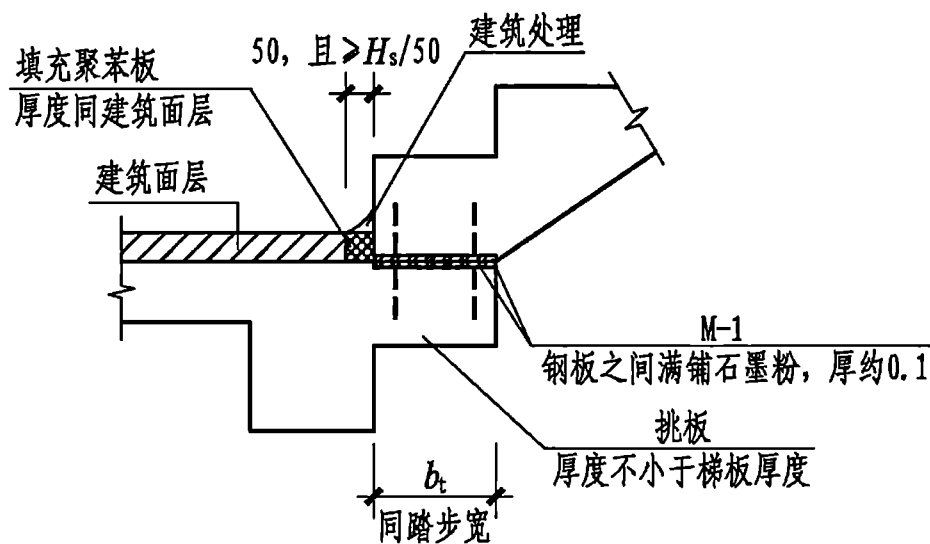 50, 且≥Hs/50
建筑处理
填充聚苯板
厚度同建筑面层
建筑面层
M-1
钢板之间满铺石墨粉, 厚约0.1
挑板
厚度不小于梯板厚度
bt
同踏步宽